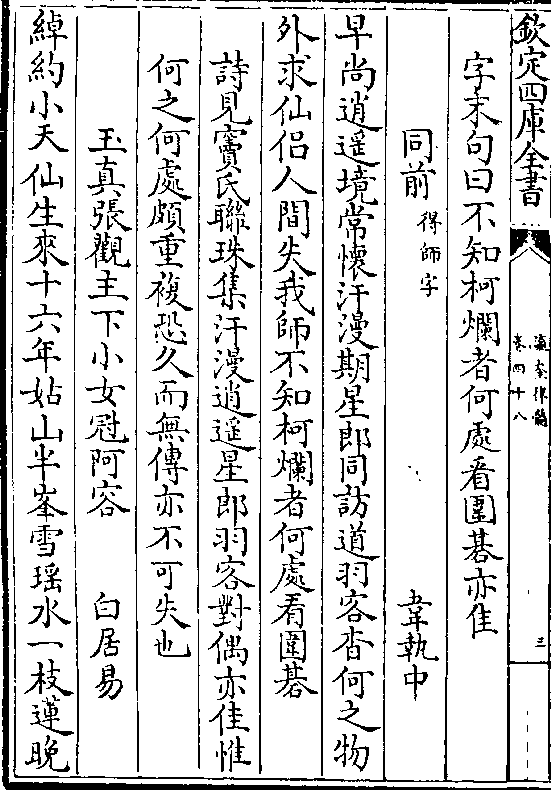 欽定四庫全書
瀛奎律髓
卷四十八
三
字末句曰不知柯爛者何處看圍棊亦佳
同前 得師字 韋執中
早尚逍遥境常懷汗漫期星郎同訪道羽客杳何之物
外求仙侣人間失我師不知柯爛者何處看圍棊
詩見竇氏聯珠集汗漫逍遥星郎羽客對偶亦佳惟
何之何處頗重複恐久而無傳亦不可失也
玉真張觀主下小女冠阿容 白居易
綽約小天仙生來十六年姑山半峯雪瑶水一枝蓮晚